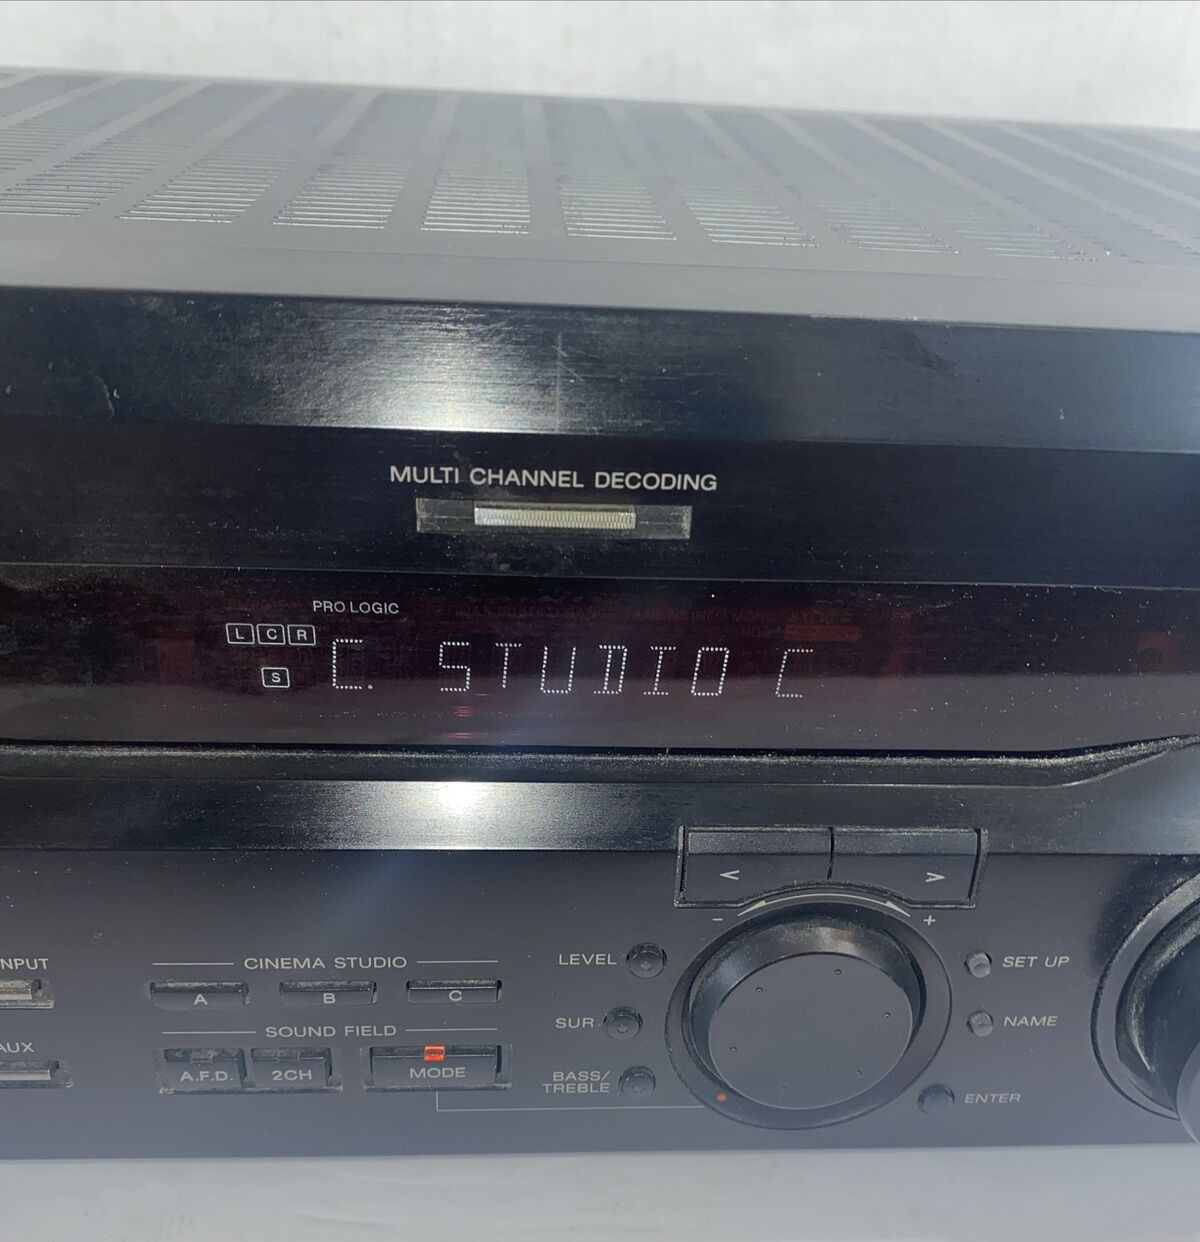 MULTI CHANNEL DECODING
PRO LOGIC
L C R
S
C. STUDIO C
< >
- +
LEVEL
SET UP
NPUT
CINEMA STUDIO
A B C
SUR
NAME
SOUND FIELD
AUX
A.F.D. 2CH MODE
BASS/
TREBLE
ENTER